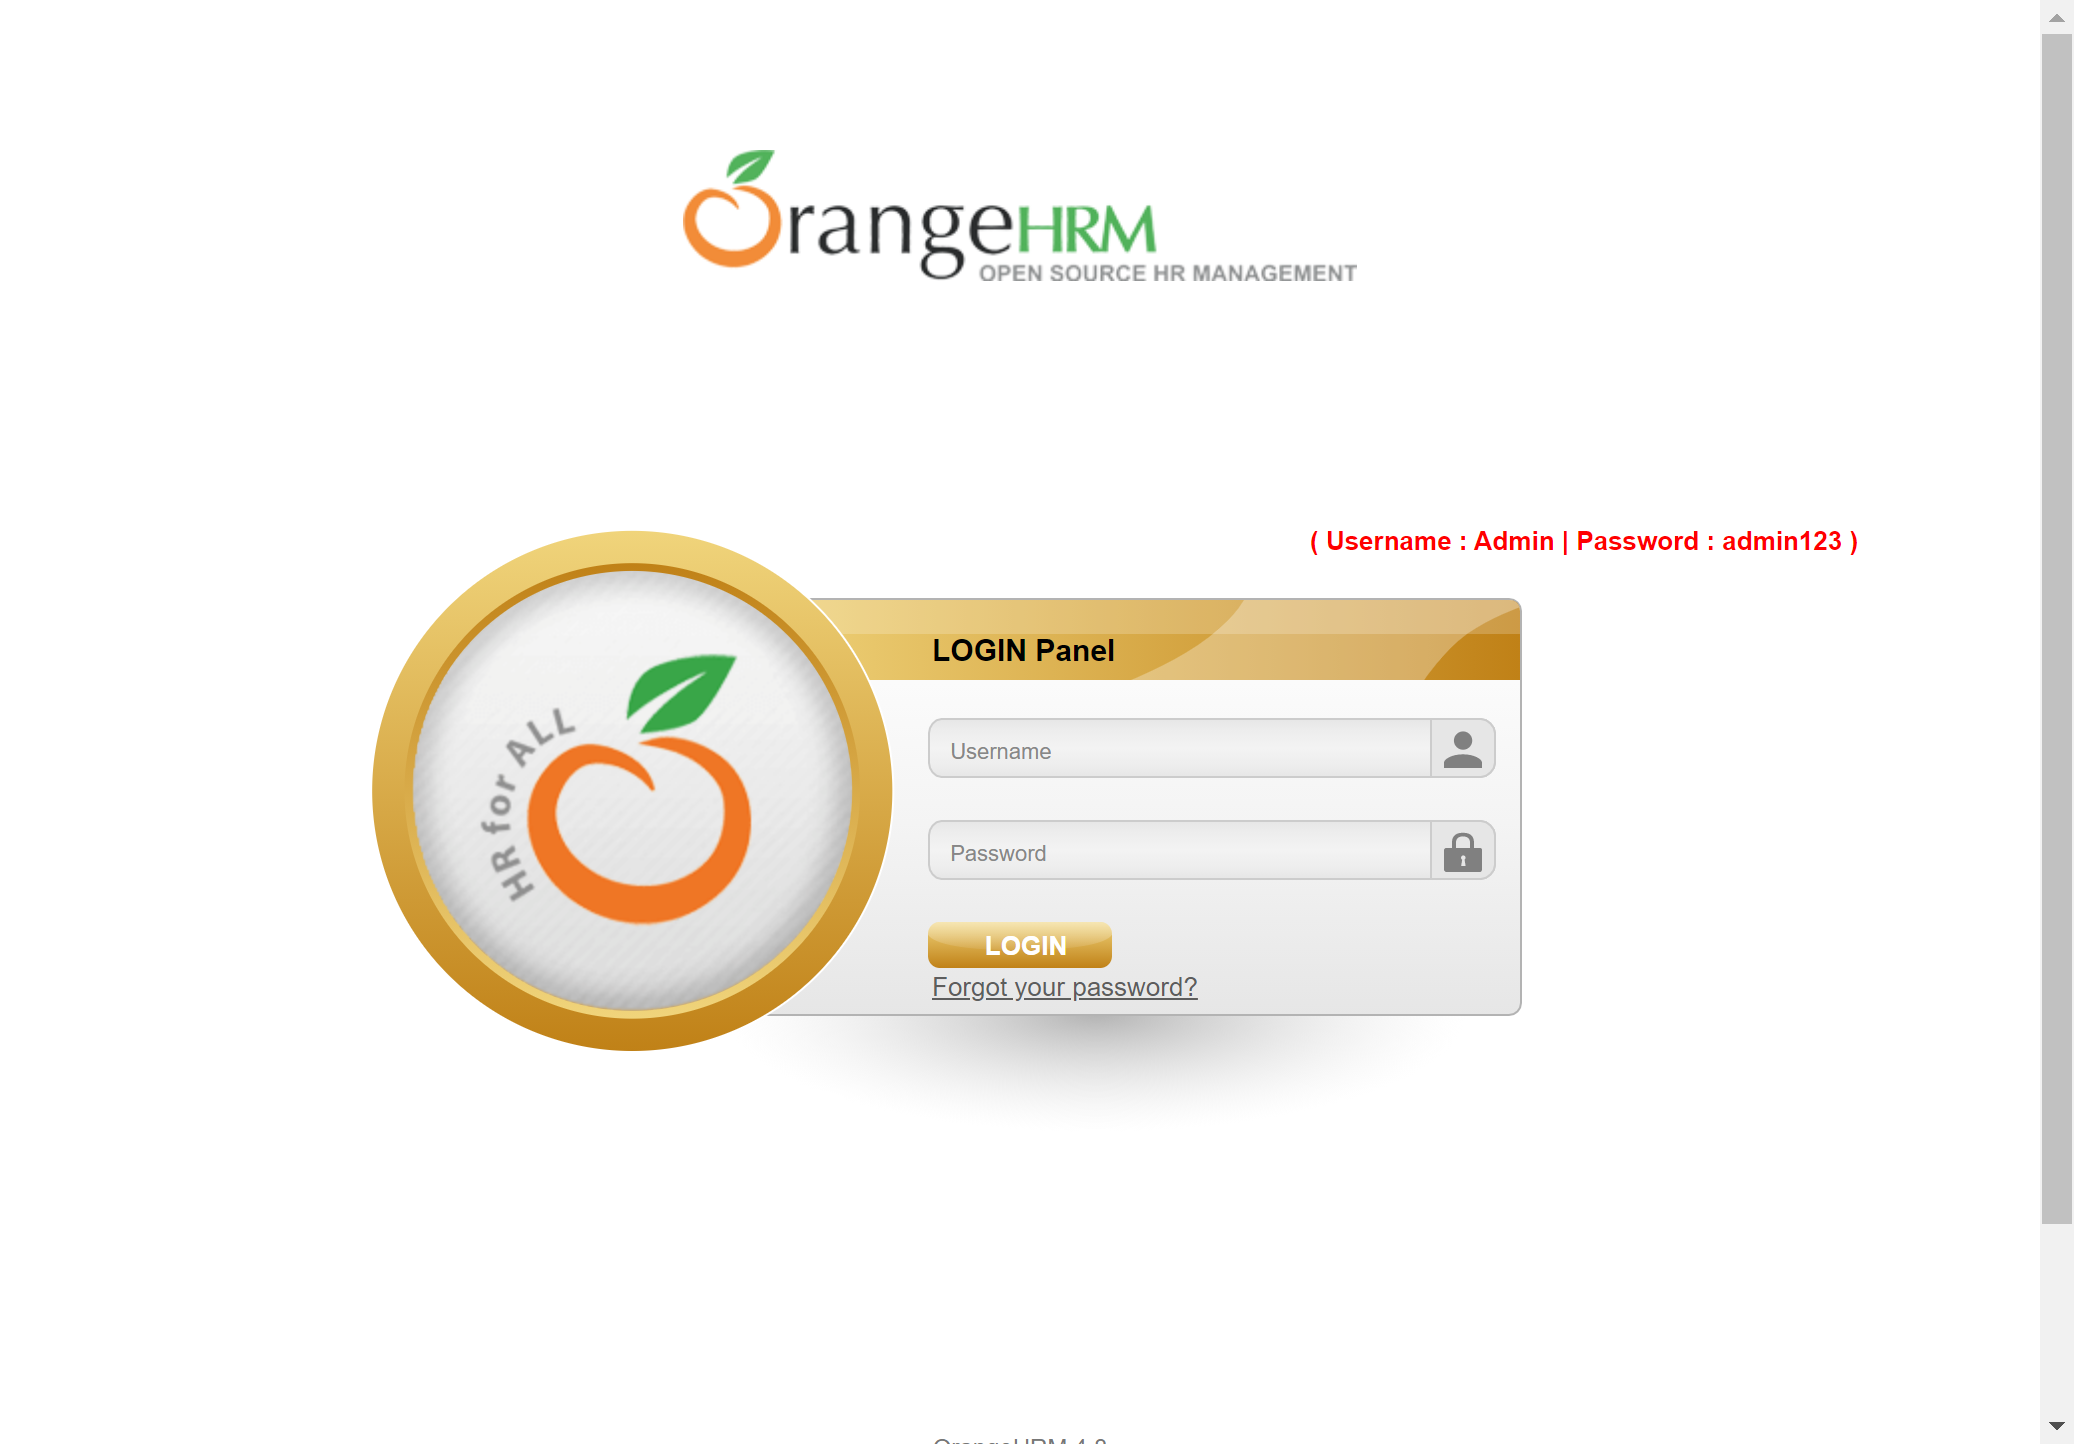 OrangeHRM
OPEN SOURCE HR MANAGEMENT
( Username : Admin | Password : admin123 )
LOGIN Panel
HR for ALL
Username
Password
LOGIN
Forgot your password?